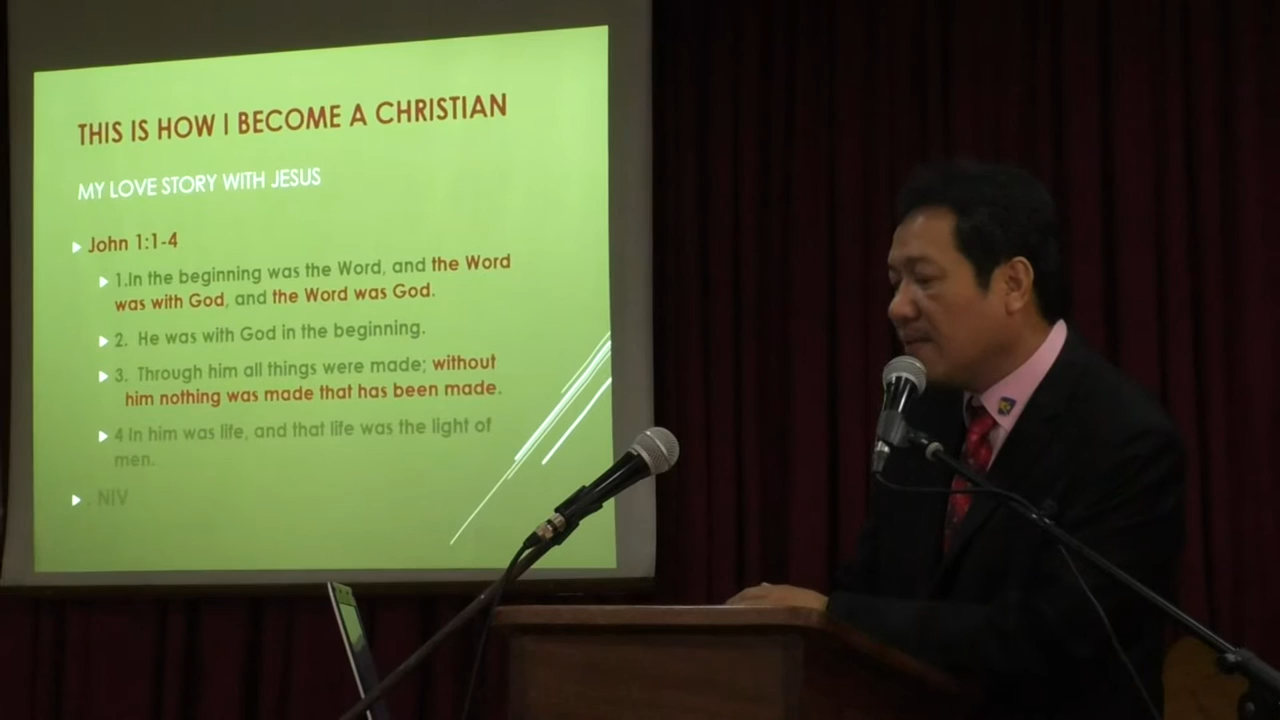 THIS IS HOW I BECOME A CHRISTIAN
MY LOVE STORY WITH JESUS
John 1:1-4
1.In the beginning was the Word, and the Word
was with God, and the Word was God.
2. He was with God in the beginning.
3. Through him all things were made; without
him nothing was made that has been made.
4 In him was life, and that life was the light of
men.
. NIV